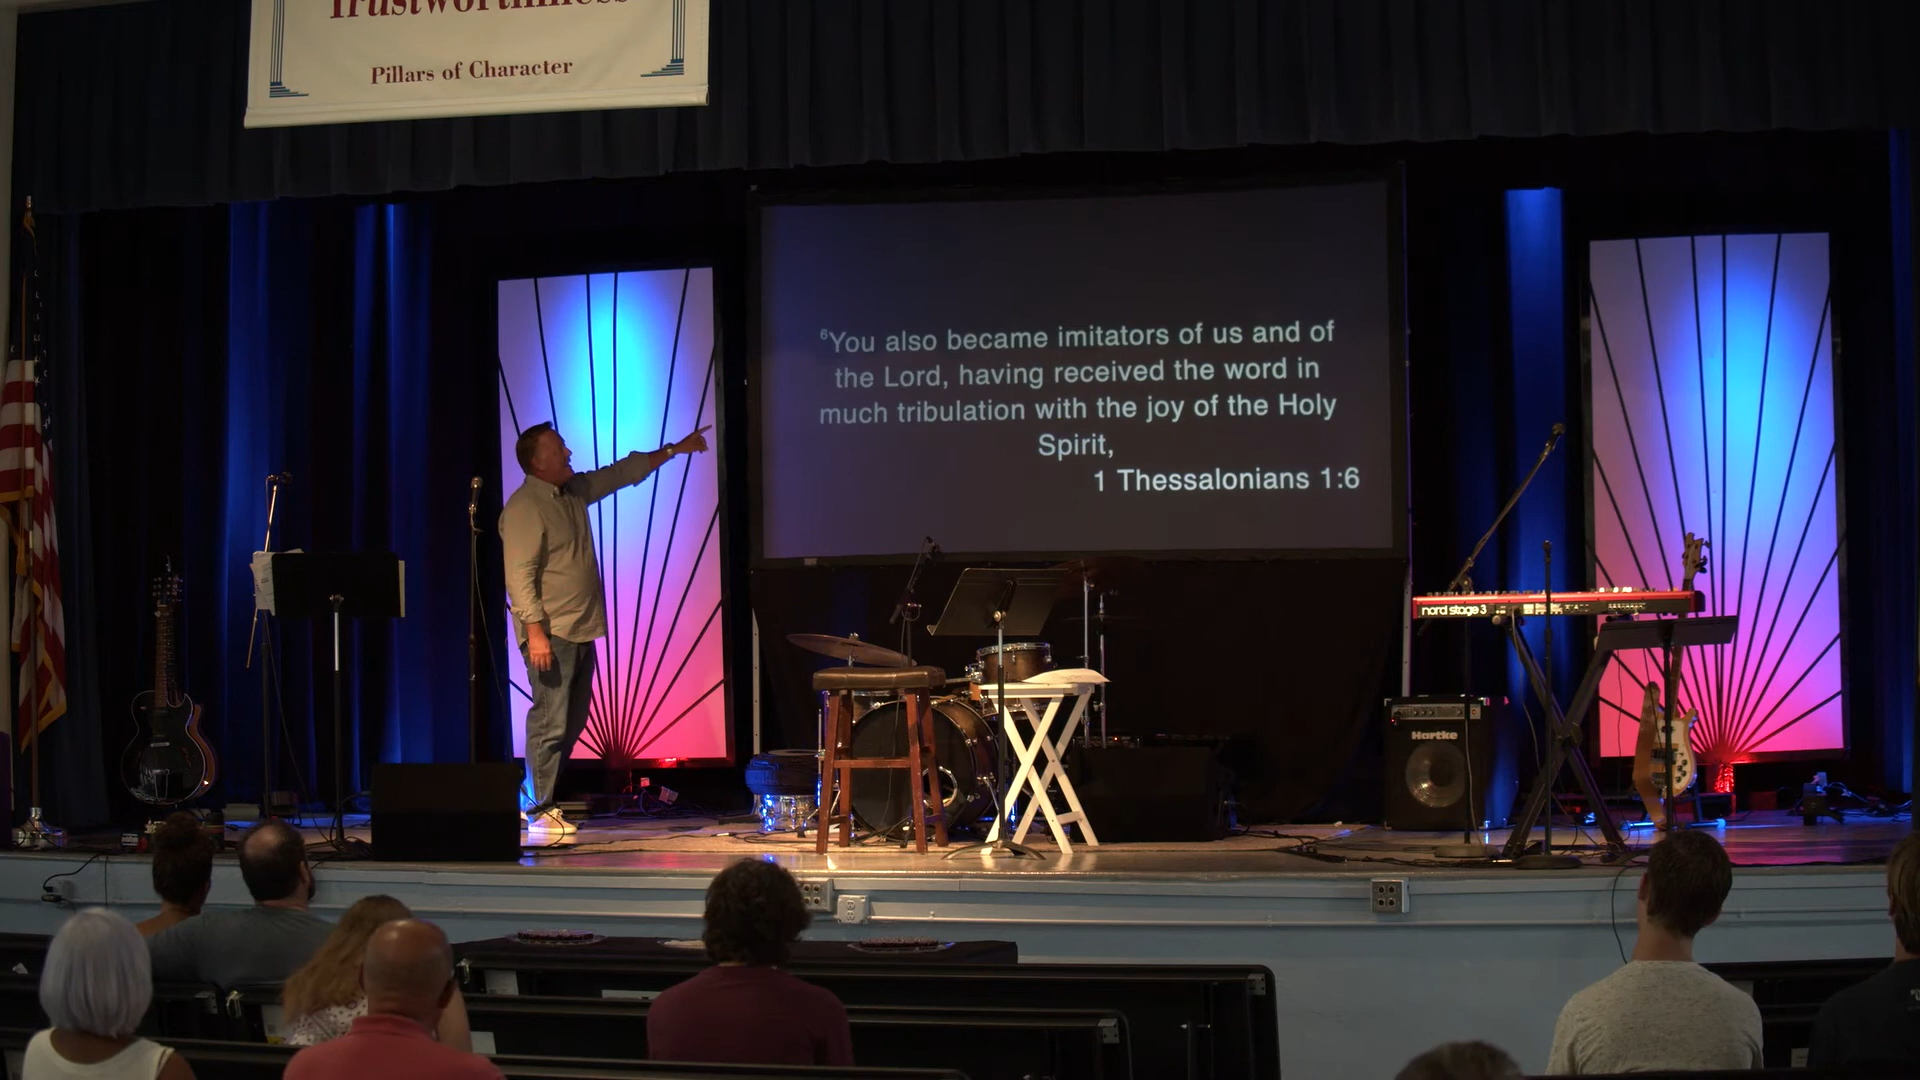 Trustworthiness
Pillars of Character
⁶You also became imitators of us and of
the Lord, having received the word in
much tribulation with the joy of the Holy
Spirit,
1 Thessalonians 1:6
nord stage 3
Hartke